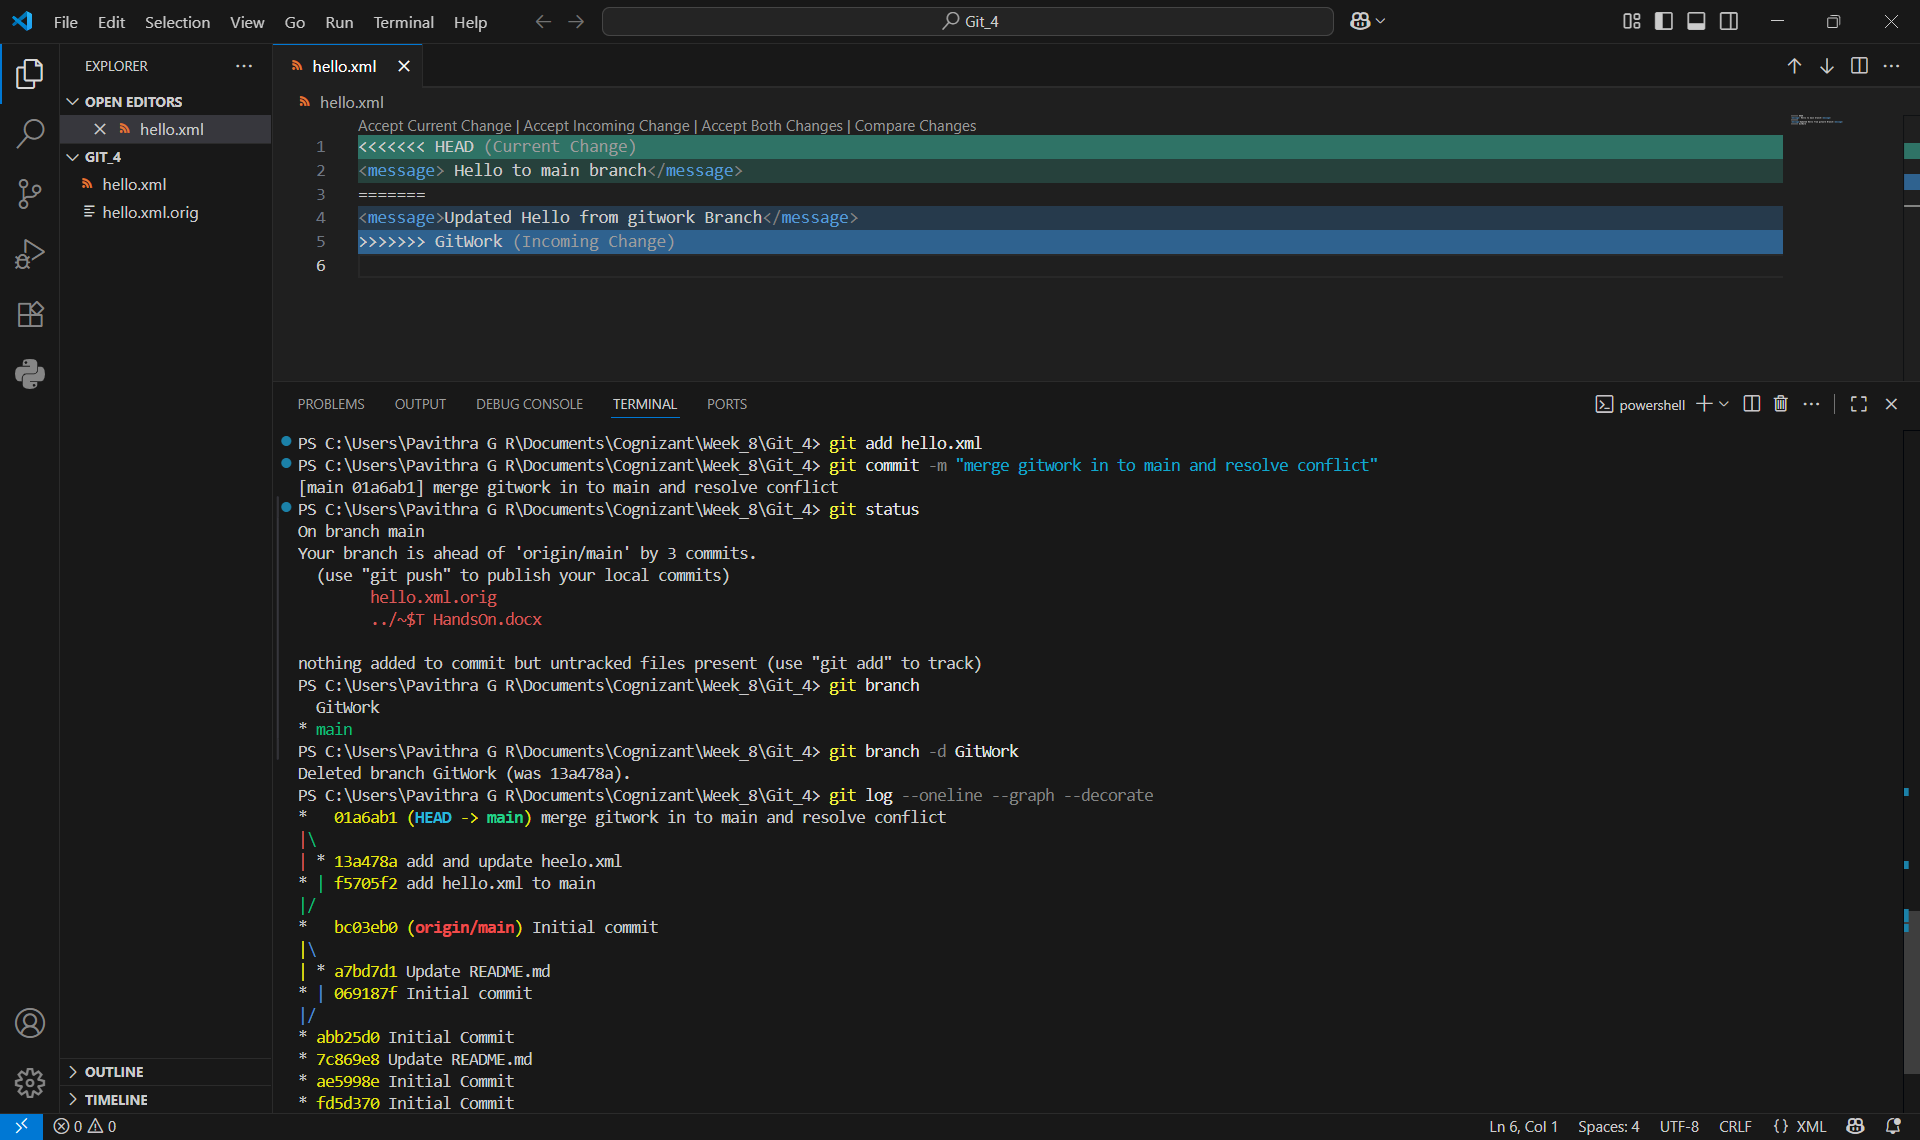 File Edit Selection View Go Run Terminal Help
Git_4
EXPLORER
OPEN EDITORS
hello.xml
GIT_4
hello.xml
hello.xml.orig
OUTLINE
TIMELINE
hello.xml
hello.xml
Accept Current Change | Accept Incoming Change | Accept Both Changes | Compare Changes
1 <<<<<<< HEAD (Current Change)
2 <message> Hello to main branch</message>
3 =======
4 <message>Updated Hello from gitwork Branch</message>
5 >>>>>>> GitWork (Incoming Change)
6
PROBLEMS OUTPUT DEBUG CONSOLE TERMINAL PORTS
powershell
PS C:\Users\Pavithra G R\Documents\Cognizant\Week_8\Git_4> git add hello.xml
PS C:\Users\Pavithra G R\Documents\Cognizant\Week_8\Git_4> git commit -m "merge gitwork in to main and resolve conflict"
[main 01a6ab1] merge gitwork in to main and resolve conflict
PS C:\Users\Pavithra G R\Documents\Cognizant\Week_8\Git_4> git status
On branch main
Your branch is ahead of 'origin/main' by 3 commits.
(use "git push" to publish your local commits)
hello.xml.orig
../~$T HandsOn.docx
nothing added to commit but untracked files present (use "git add" to track)
PS C:\Users\Pavithra G R\Documents\Cognizant\Week_8\Git_4> git branch
GitWork
* main
PS C:\Users\Pavithra G R\Documents\Cognizant\Week_8\Git_4> git branch -d GitWork
Deleted branch GitWork (was 13a478a).
PS C:\Users\Pavithra G R\Documents\Cognizant\Week_8\Git_4> git log --oneline --graph --decorate
*   01a6ab1 (HEAD -> main) merge gitwork in to main and resolve conflict
|\
| * 13a478a add and update heelo.xml
* | f5705f2 add hello.xml to main
|/
*   bc03eb0 (origin/main) Initial commit
|\
| * a7bd7d1 Update README.md
* | 069187f Initial commit
|/
* abb25d0 Initial Commit
* 7c869e8 Update README.md
* ae5998e Initial Commit
* fd5d370 Initial Commit
0 0
Ln 6, Col 1 Spaces: 4 UTF-8 CRLF {} XML